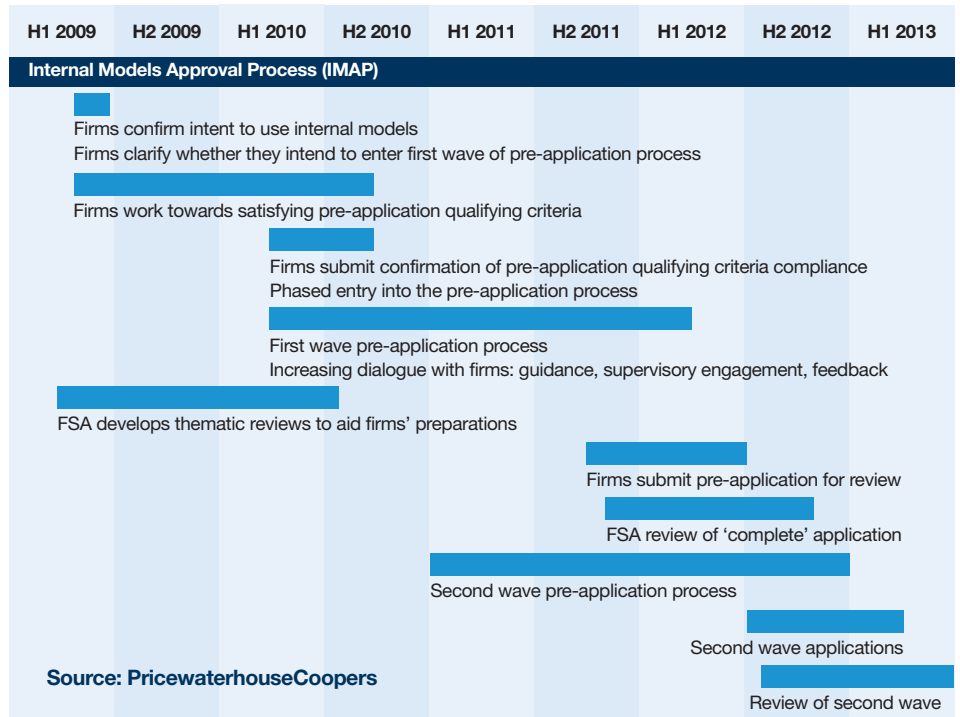 H1 2009 H2 2009 H1 2010 H2 2010 H1 2011 H2 2011 H1 2012 H2 2012 H1 2013
Internal Models Approval Process (IMAP)
Firms confirm intent to use internal models
Firms clarify whether they intend to enter first wave of pre-application process
Firms work towards satisfying pre-application qualifying criteria
Firms submit confirmation of pre-application qualifying criteria compliance
Phased entry into the pre-application process
First wave pre-application process
Increasing dialogue with firms: guidance, supervisory engagement, feedback
FSA develops thematic reviews to aid firms’ preparations
Firms submit pre-application for review
FSA review of ‘complete’ application
Second wave pre-application process
Second wave applications
Source: PricewaterhouseCoopers
Review of second wave